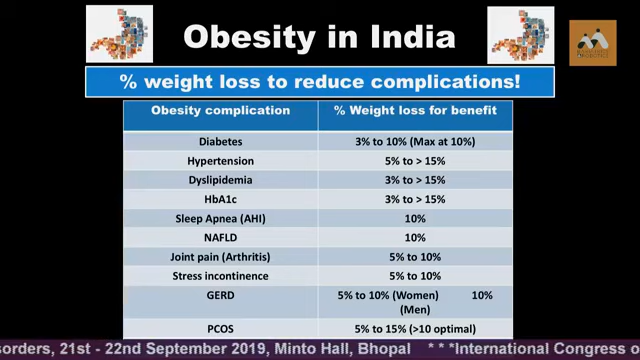 Obesity in India
% weight loss to reduce complications!
Obesity complication % Weight loss for benefit
Diabetes 3% to 10% (Max at 10%)
Hypertension 5% to > 15%
Dyslipidemia 3% to > 15%
HbA1c 3% to > 15%
Sleep Apnea (AHI) 10%
NAFLD 10%
Joint pain (Arthritis) 5% to 10%
Stress incontinence 5% to 10%
GERD 5% to 10% (Women) 10%
(Men)
PCOS 5% to 15% (>10 optimal)
sorders, 21st - 22nd September 2019, Minto Hall, Bhopal * * *International Congress o